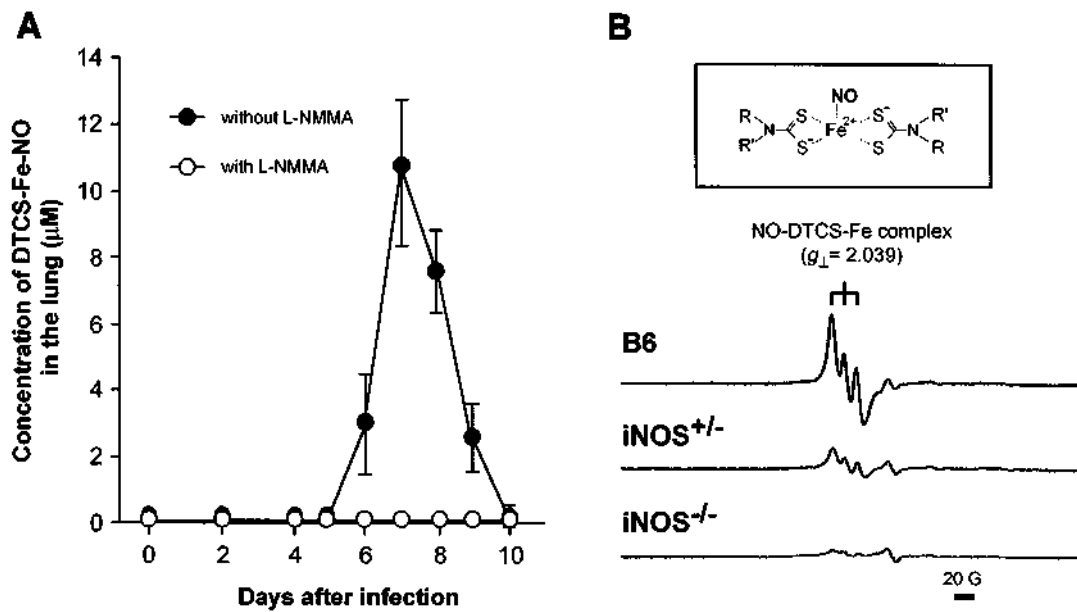 A
14
12
10
8
6
4
2
0
Concentration of DTCS-Fe-NO
in the lung (μM)
without L-NMMA
with L-NMMA
0 2 4 6 8 10
Days after infection
B
NO
R S S⁻ R'
N Fe²⁺ N
R' S⁻ S R
NO-DTCS-Fe complex
(g⊥= 2.039)
B6
iNOS+/-
iNOS-/-
20 G